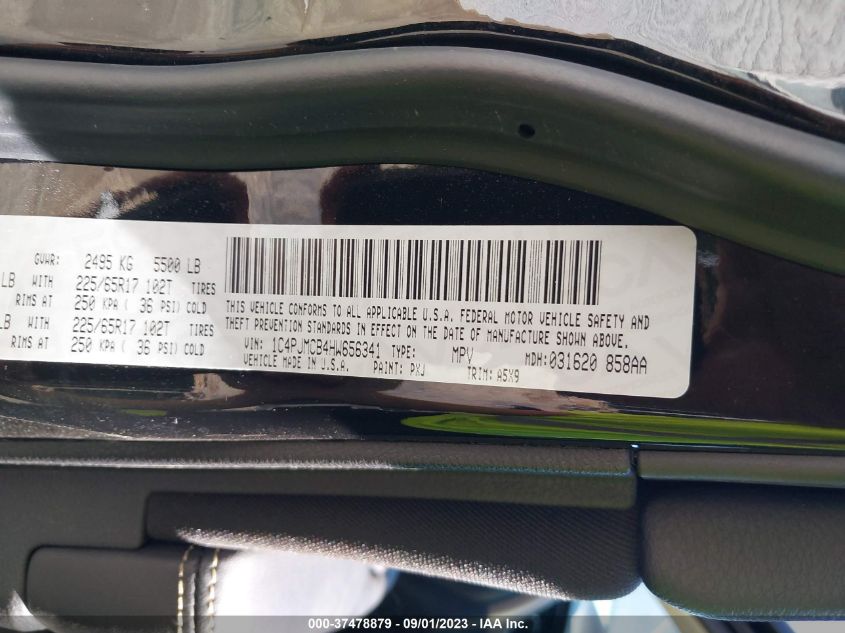 GVWR: 2495 KG 5500 LB
LB WITH 225/65R17 102T TIRES
RIMS AT 250 KPA ( 36 PSI) COLD
LB WITH 225/65R17 102T TIRES
RIMS AT 250 KPA ( 36 PSI) COLD
THIS VEHICLE CONFORMS TO ALL APPLICABLE U.S.A. FEDERAL MOTOR VEHICLE SAFETY AND
THEFT PREVENTION STANDARDS IN EFFECT ON THE DATE OF MANUFACTURE SHOWN ABOVE.
VIN: 1C4PJMCB4HW656341 TYPE: MPV MDH: 031620 858AA
VEHICLE MADE IN U.S.A. PAINT: PXJ TRIM: A5X9
000-37478879 - 09/01/2023 - IAA Inc.